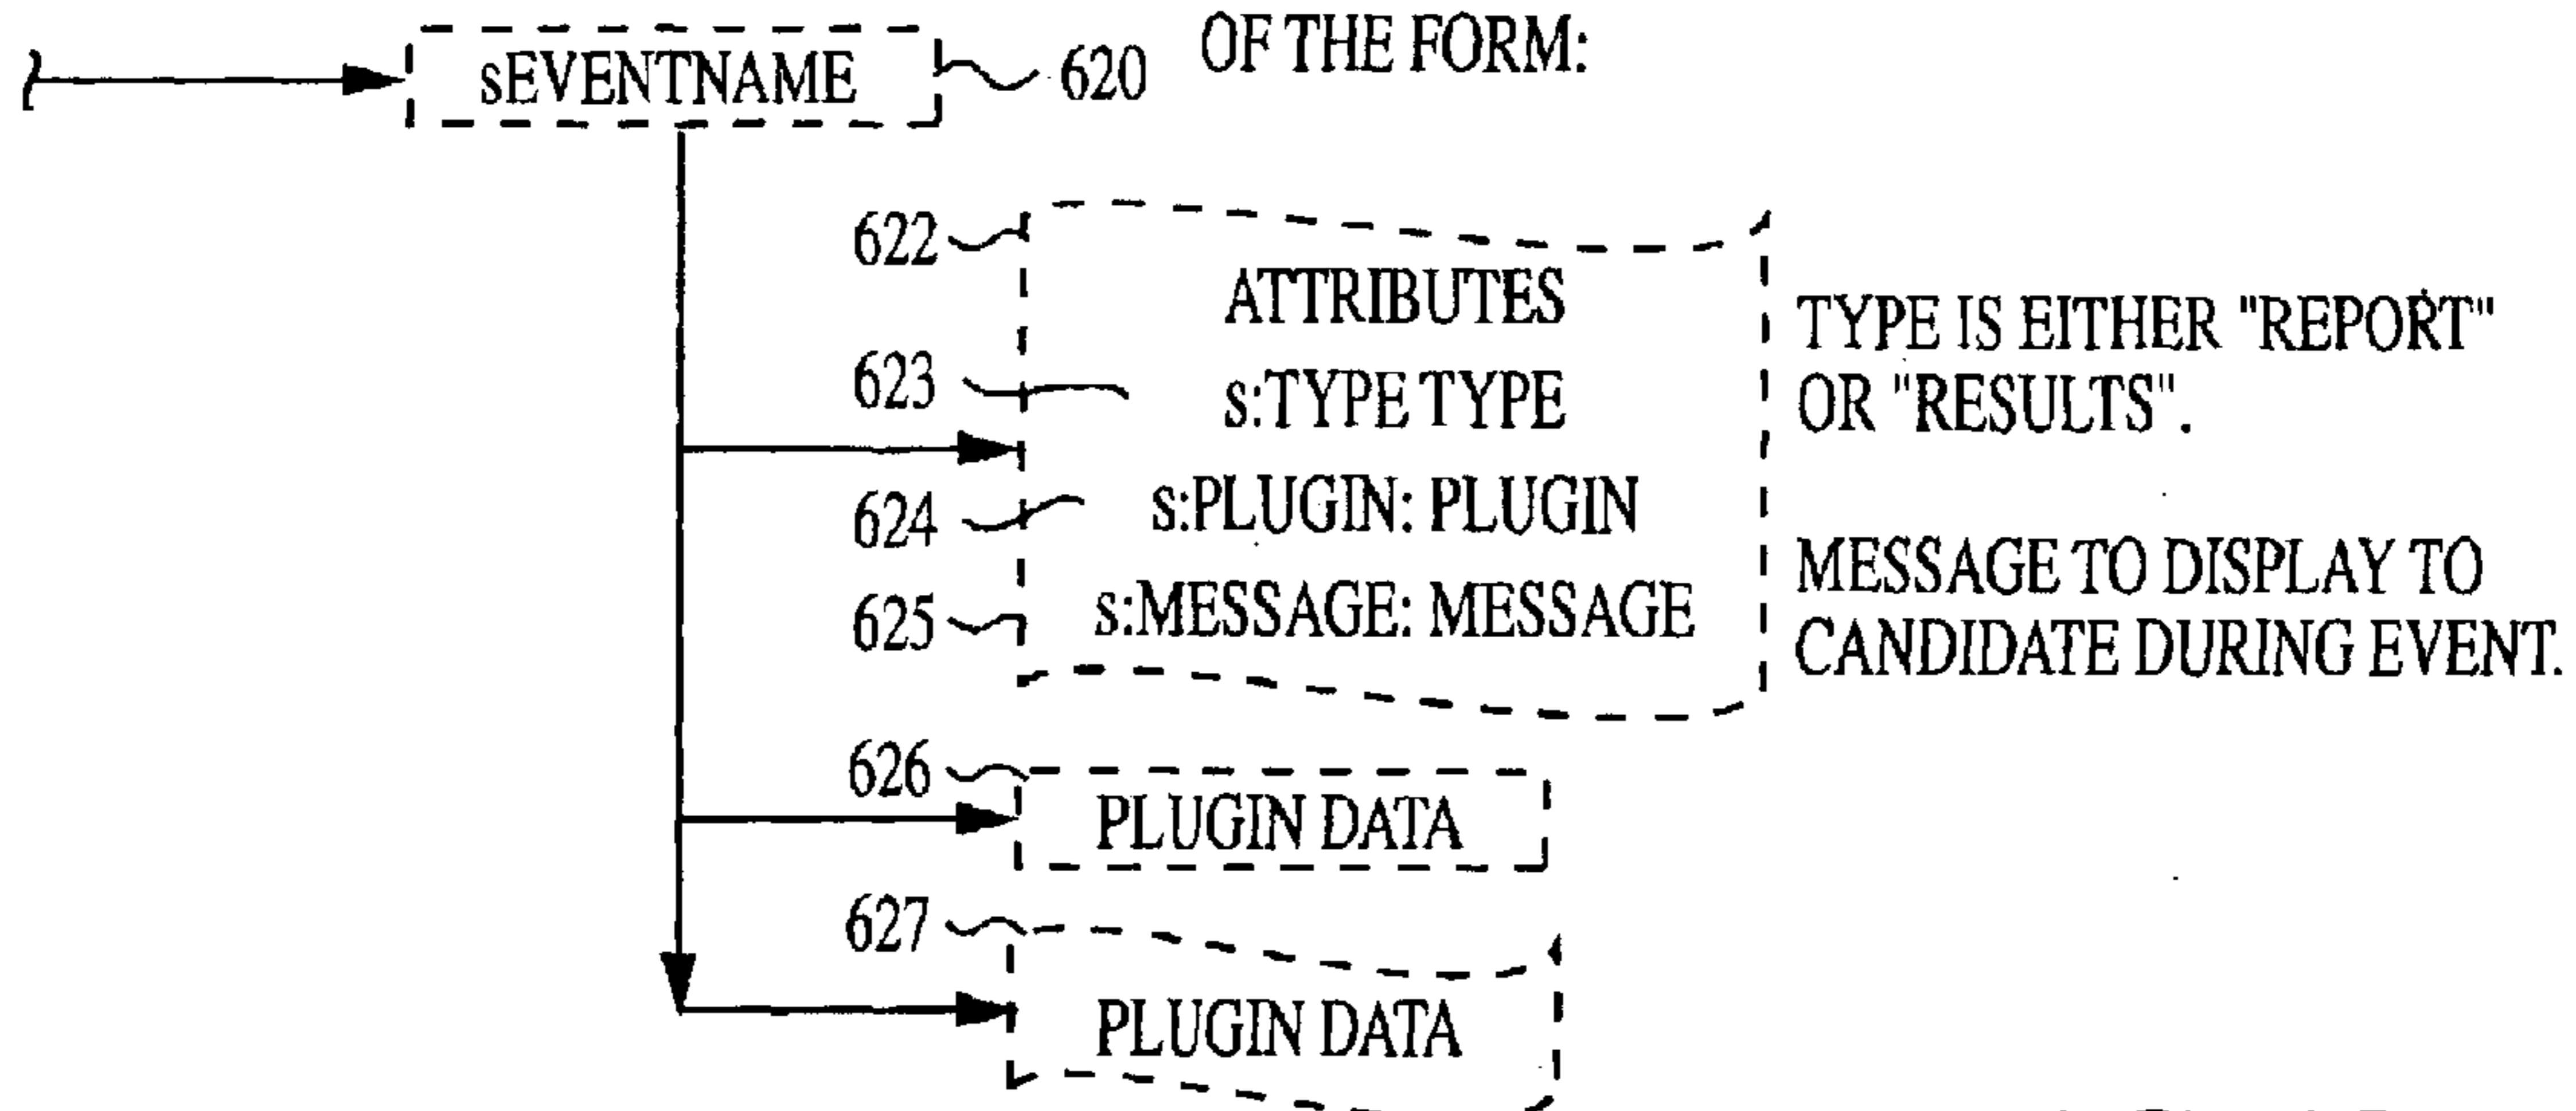 OF THE FORM:
sEVENTNAME 620
622
ATTRIBUTES
623 s:TYPE TYPE
TYPE IS EITHER "REPORT"
OR "RESULTS".
624 s:PLUGIN: PLUGIN
625 s:MESSAGE: MESSAGE
MESSAGE TO DISPLAY TO
CANDIDATE DURING EVENT.
626
PLUGIN DATA
627
PLUGIN DATA